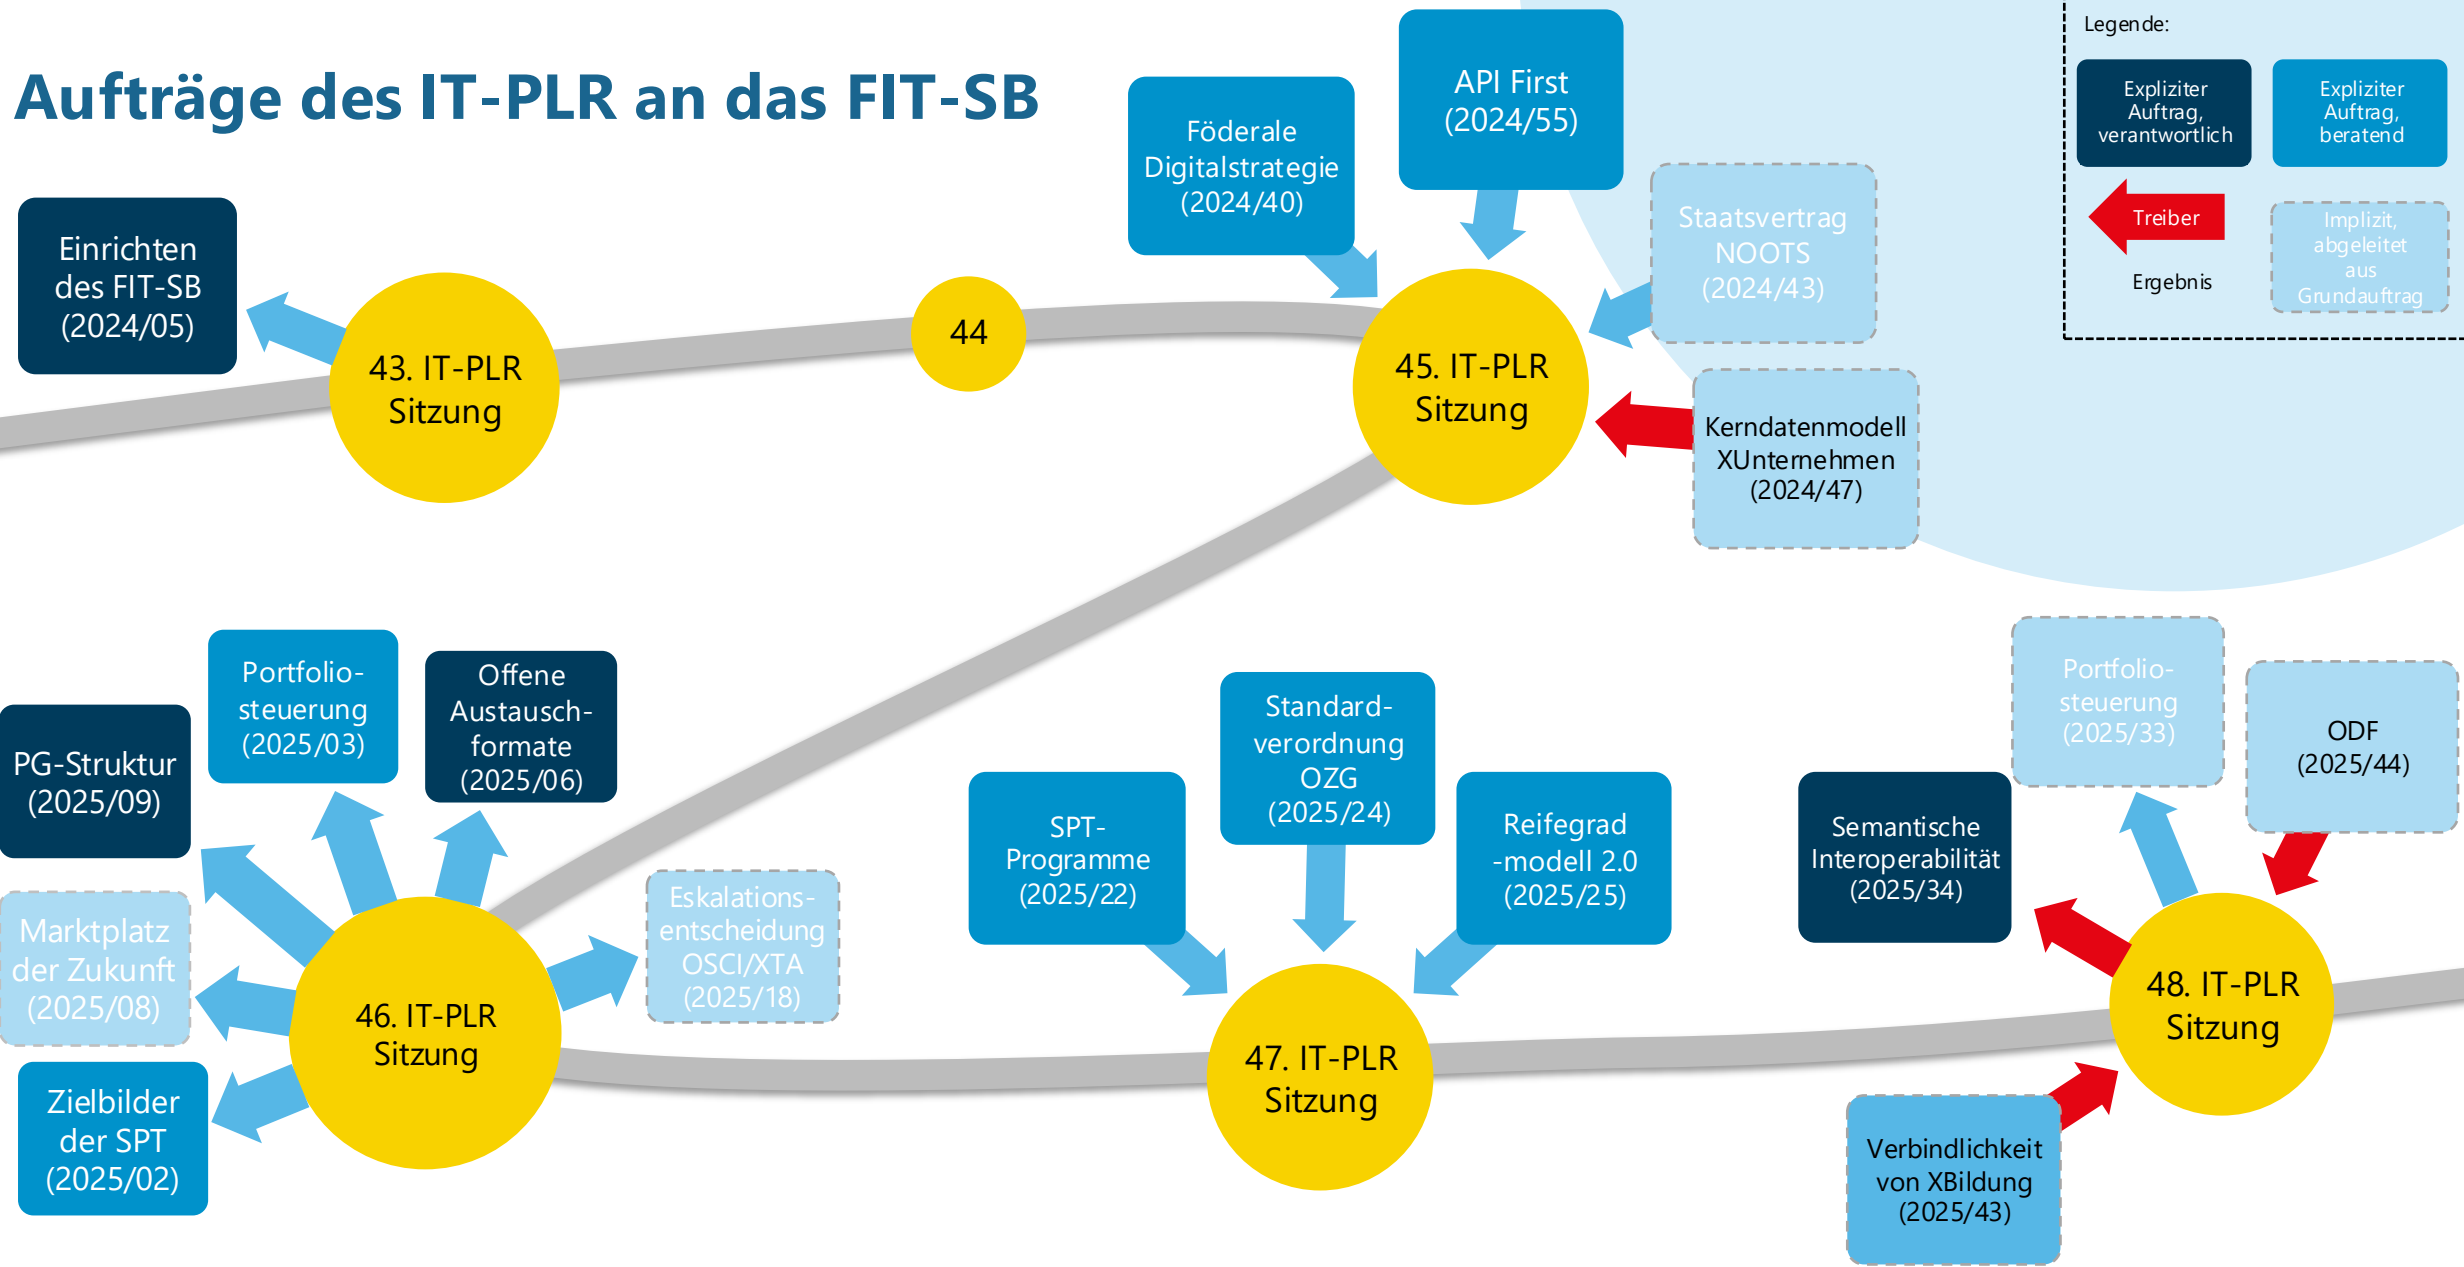 Aufträge des IT-PLR an das FIT-SB
Legende:
Expliziter
Auftrag,
verantwortlich
Expliziter
Auftrag,
beratend
Treiber
Ergebnis
Implizit,
abgeleitet
aus
Grundauftrag
Einrichten
des FIT-SB
(2024/05)
43. IT-PLR
Sitzung
44
Föderale
Digitalstrategie
(2024/40)
API First
(2024/55)
Staatsvertrag
NOOTS
(2024/43)
Kerndatenmodell
XUnternehmen
(2024/47)
45. IT-PLR
Sitzung
PG-Struktur
(2025/09)
Portfolio-
steuerung
(2025/03)
Offene
Austausch-
formate
(2025/06)
Marktplatz
der Zukunft
(2025/08)
Zielbilder
der SPT
(2025/02)
Eskalations-
entscheidung
OSCI/XTA
(2025/18)
46. IT-PLR
Sitzung
SPT-
Programme
(2025/22)
Standard-
verordnung
OZG
(2025/24)
Reifegrad
-modell 2.0
(2025/25)
47. IT-PLR
Sitzung
Semantische
Interoperabilität
(2025/34)
Portfolio-
steuerung
(2025/33)
ODF
(2025/44)
48. IT-PLR
Sitzung
Verbindlichkeit
von XBildung
(2025/43)